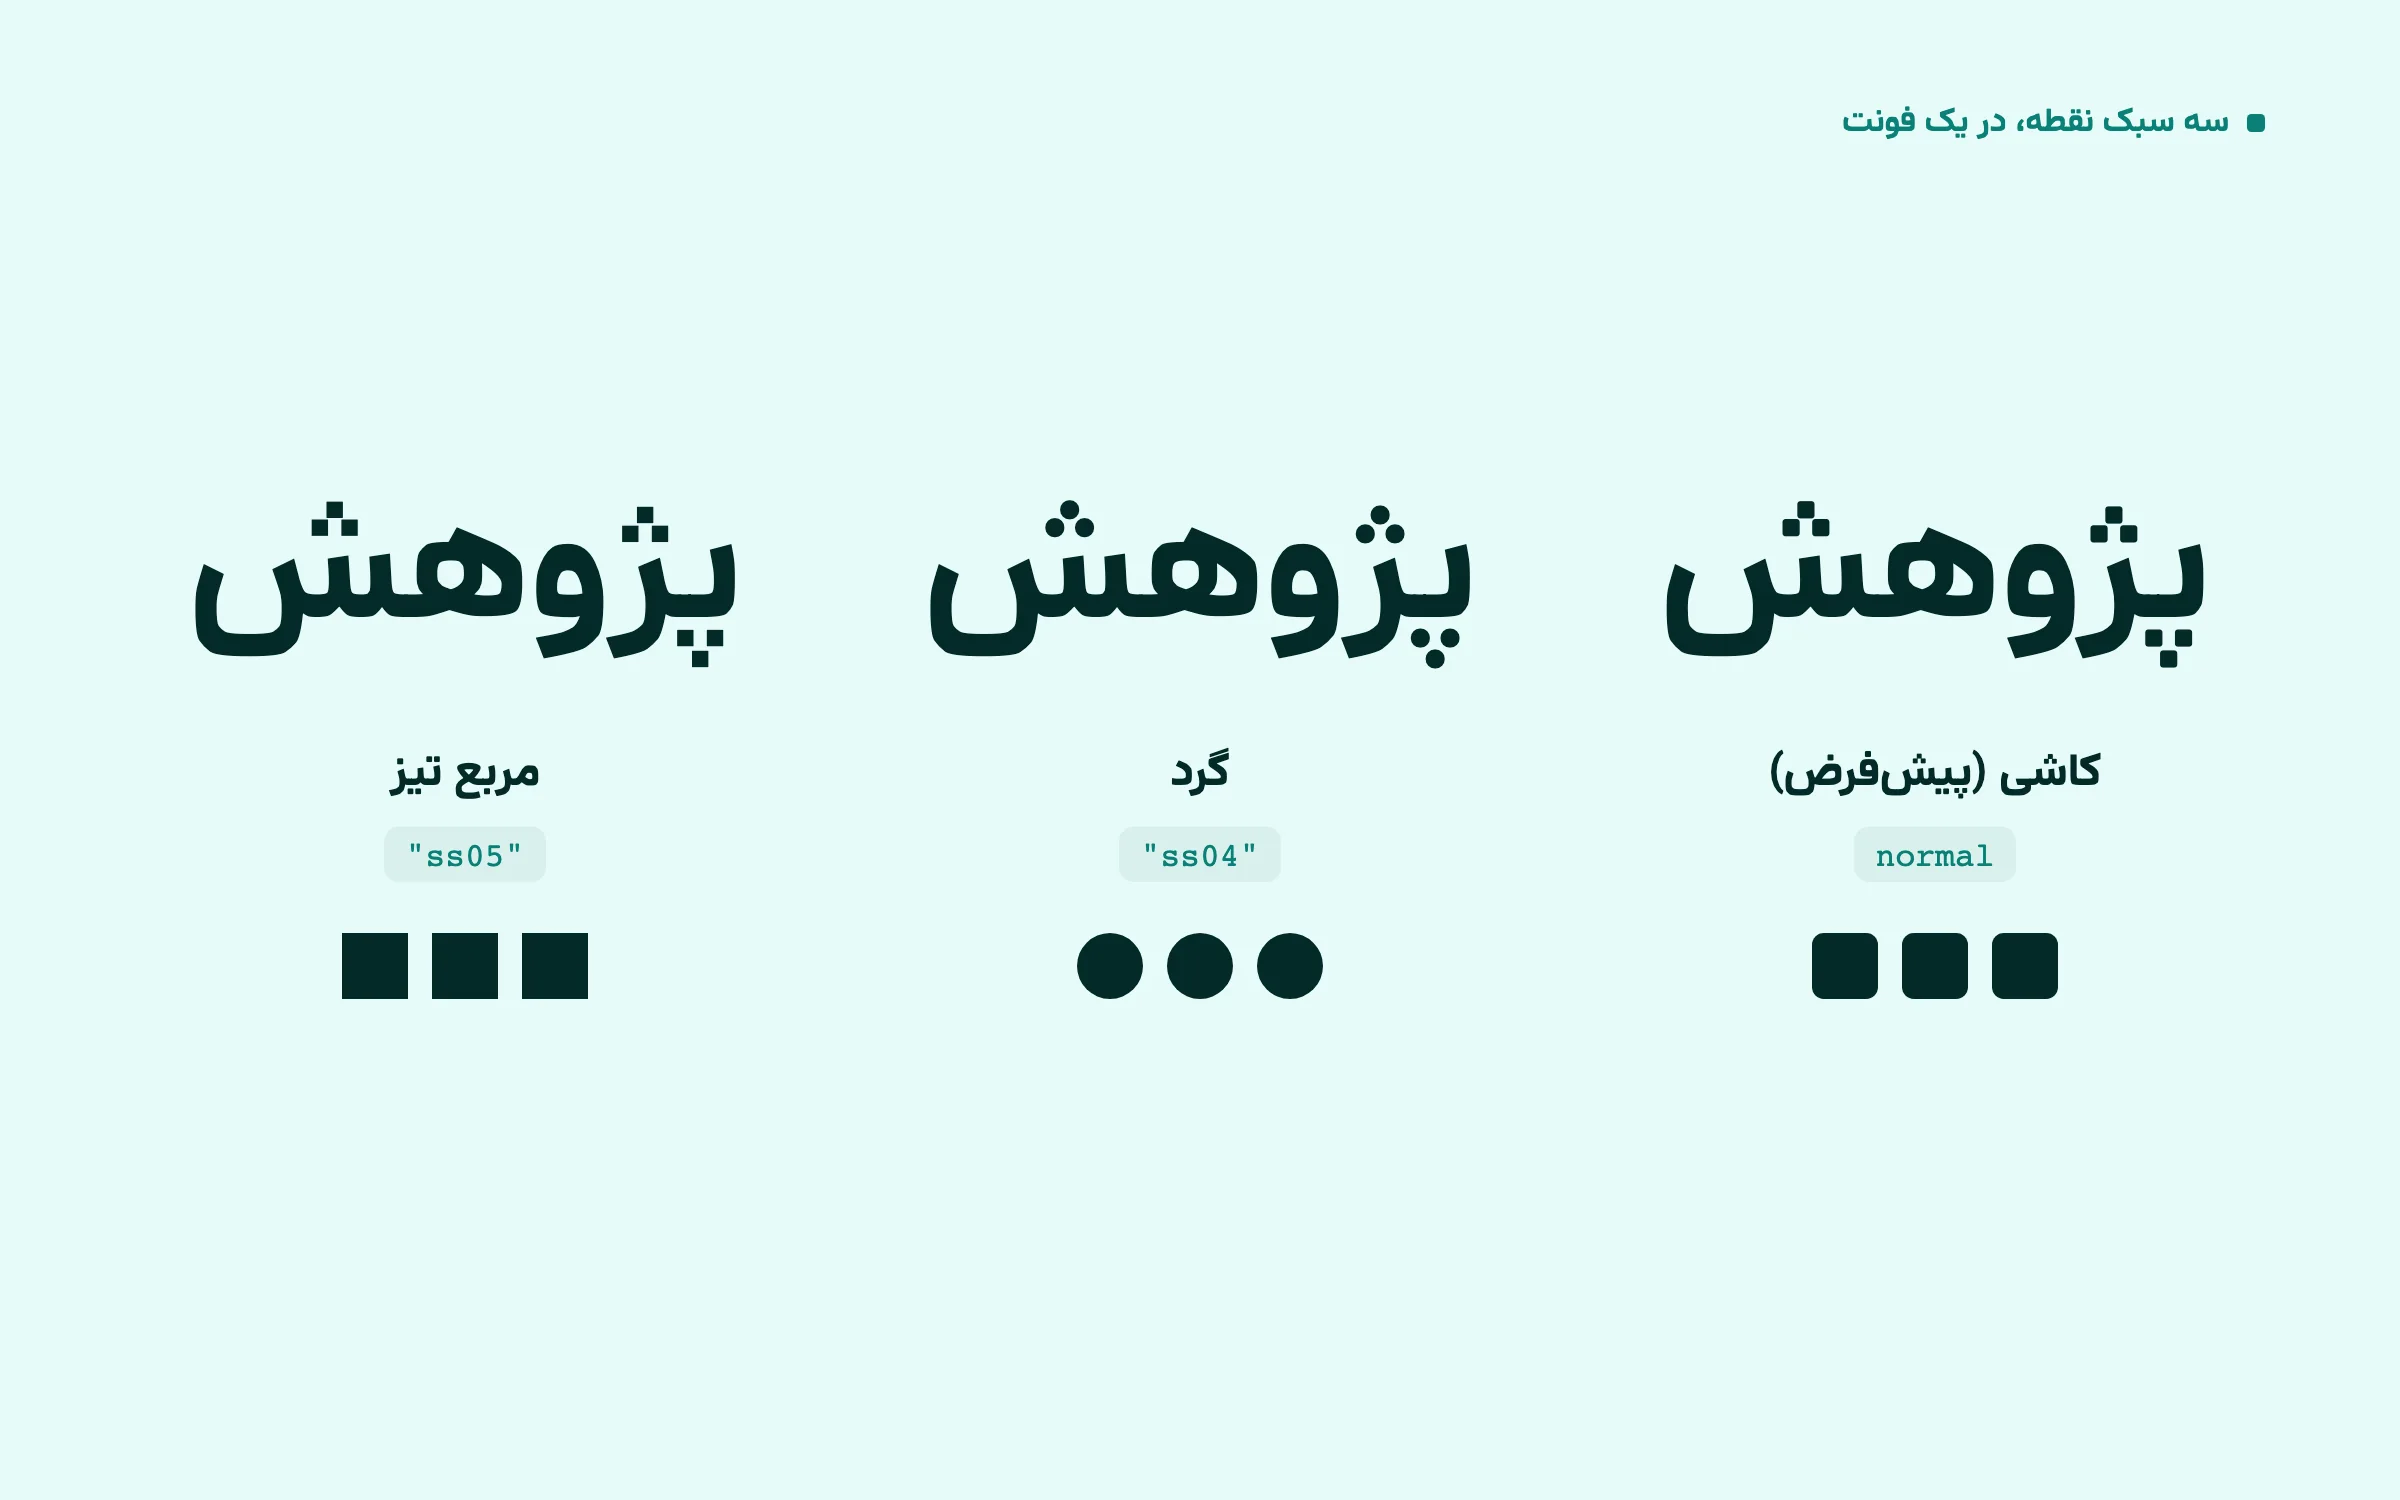 سه سبک نقطه، در یک فونت
پژوهش
کاشی (پیش‌فرض)
normal
پژوهش
گرد
"ss04"
پژوهش
مربع تیز
"ss05"